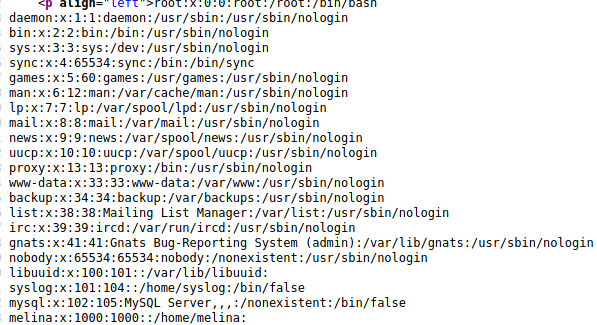 <p align="left">root:x:0:0:root:/root:/bin/bash
daemon:x:1:1:daemon:/usr/sbin:/usr/sbin/nologin
bin:x:2:2:bin:/bin:/usr/sbin/nologin
sys:x:3:3:sys:/dev:/usr/sbin/nologin
sync:x:4:65534:sync:/bin:/bin/sync
games:x:5:60:games:/usr/games:/usr/sbin/nologin
man:x:6:12:man:/var/cache/man:/usr/sbin/nologin
lp:x:7:7:lp:/var/spool/lpd:/usr/sbin/nologin
mail:x:8:8:mail:/var/mail:/usr/sbin/nologin
news:x:9:9:news:/var/spool/news:/usr/sbin/nologin
uucp:x:10:10:uucp:/var/spool/uucp:/usr/sbin/nologin
proxy:x:13:13:proxy:/bin:/usr/sbin/nologin
www-data:x:33:33:www-data:/var/www:/usr/sbin/nologin
backup:x:34:34:backup:/var/backups:/usr/sbin/nologin
list:x:38:38:Mailing List Manager:/var/list:/usr/sbin/nologin
irc:x:39:39:ircd:/var/run/ircd:/usr/sbin/nologin
gnats:x:41:41:Gnats Bug-Reporting System (admin):/var/lib/gnats:/usr/sbin/nologin
nobody:x:65534:65534:nobody:/nonexistent:/usr/sbin/nologin
libuuid:x:100:101::/var/lib/libuuid:
syslog:x:101:104::/home/syslog:/bin/false
mysql:x:102:105:MySQL Server,,,:/nonexistent:/bin/false
melina:x:1000:1000::/home/melina: